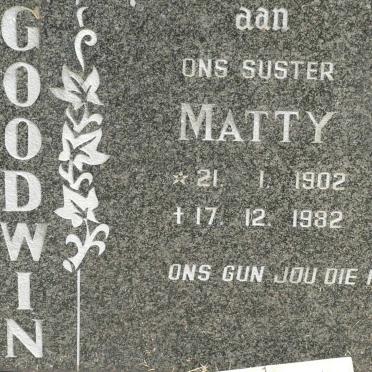 GOODWIN
aan
ONS SUSTER
MATTY
☆ 21. 1. 1902
† 17. 12. 1982
ONS GUN JOU DIE